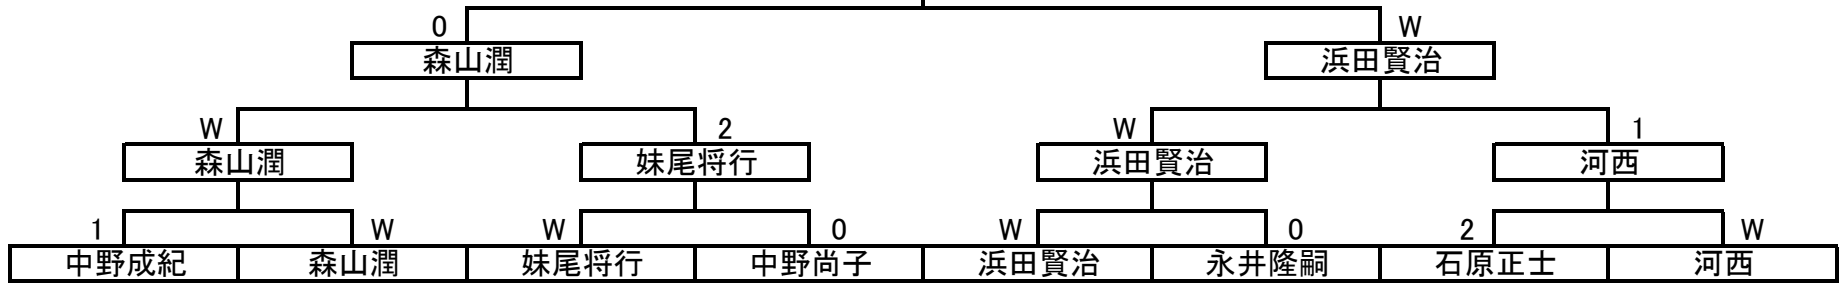 0 W
森山潤 浜田賢治
W 2 W 1
森山潤 妹尾将行 浜田賢治 河西
1 W W 0 W 0 2 W
中野成紀 森山潤 妹尾将行 中野尚子 浜田賢治 永井隆嗣 石原正士 河西